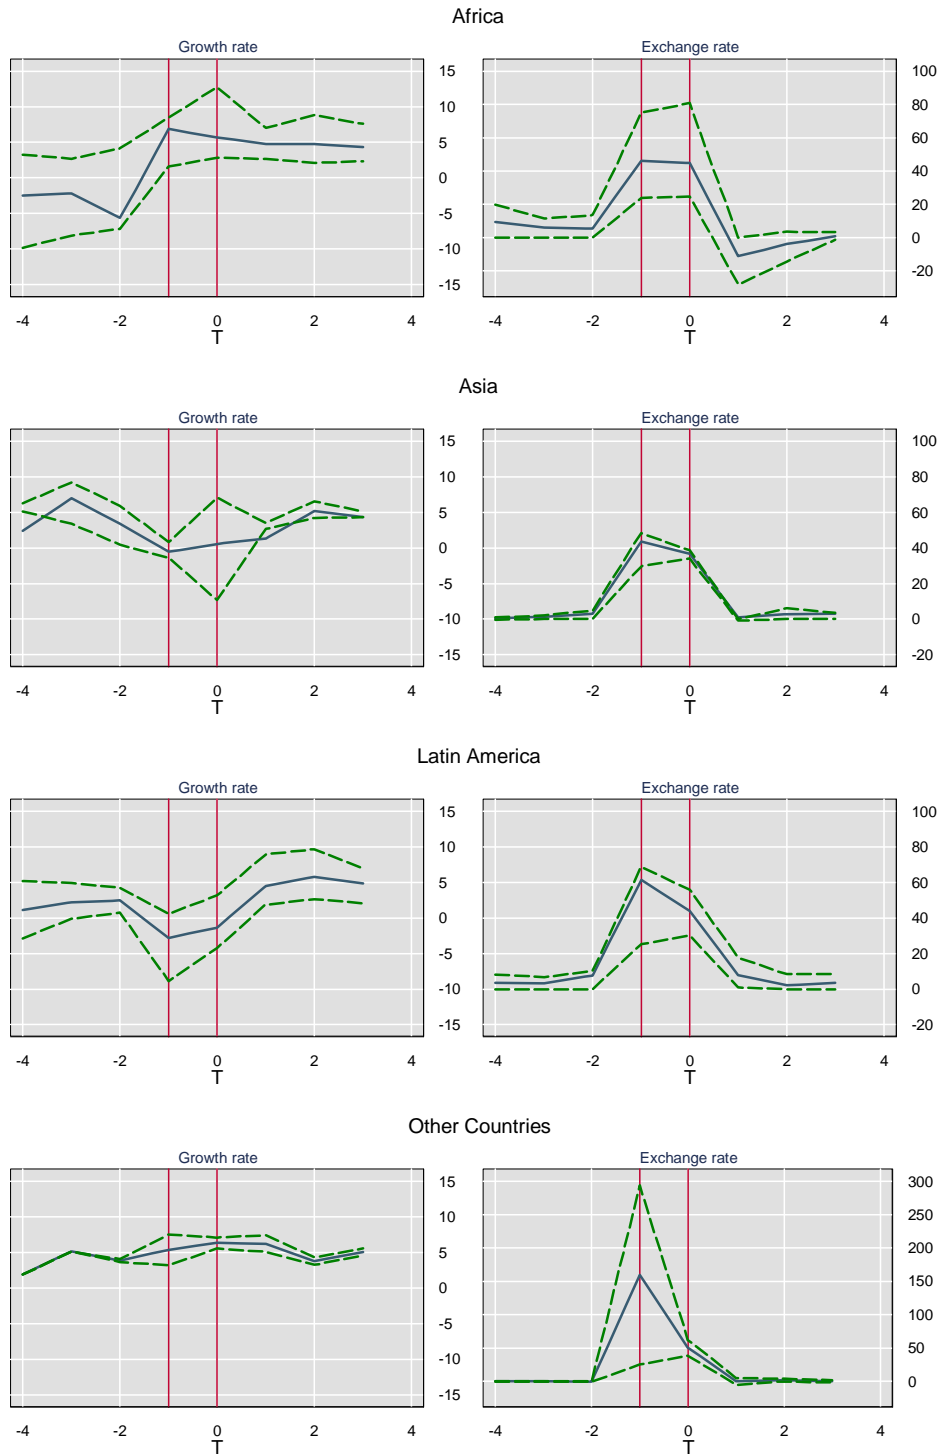 Africa
Growth rate
Exchange rate
15
10
5
0
-5
-10
-15
100
80
60
40
20
0
-20
-4 -2 0 2 4
T
-4 -2 0 2 4
T
Asia
Growth rate
Exchange rate
15
10
5
0
-5
-10
-15
100
80
60
40
20
0
-20
-4 -2 0 2 4
T
-4 -2 0 2 4
T
Latin America
Growth rate
Exchange rate
15
10
5
0
-5
-10
-15
100
80
60
40
20
0
-20
-4 -2 0 2 4
T
-4 -2 0 2 4
T
Other Countries
Growth rate
Exchange rate
15
10
5
0
-5
-10
-15
300
250
200
150
100
50
0
-4 -2 0 2 4
T
-4 -2 0 2 4
T